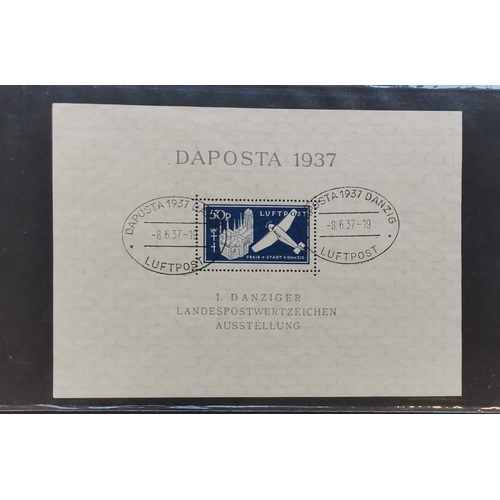 DAPOSTA 1937
DAPOSTA 1937 D
-8.6.37-19
LUFTPOST
50p
LUFTPOST
FREIE * STADT * DANZIG
POSTA 1937 DANZIG
-8.6.37-19
LUFTPOST
1. DANZIGER
LANDESPOSTWERTZEICHEN
AUSSTELLUNG